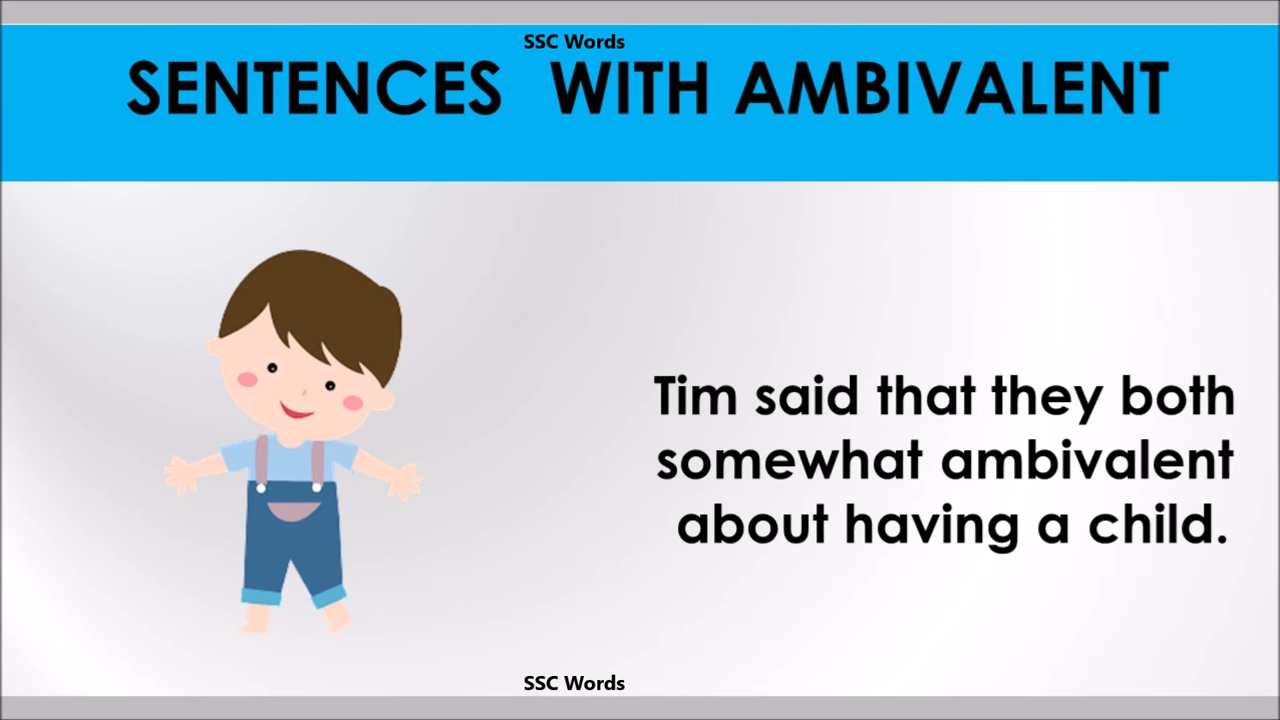 SSC Words
SENTENCES WITH AMBIVALENT
Tim said that they both
somewhat ambivalent
about having a child.
SSC Words